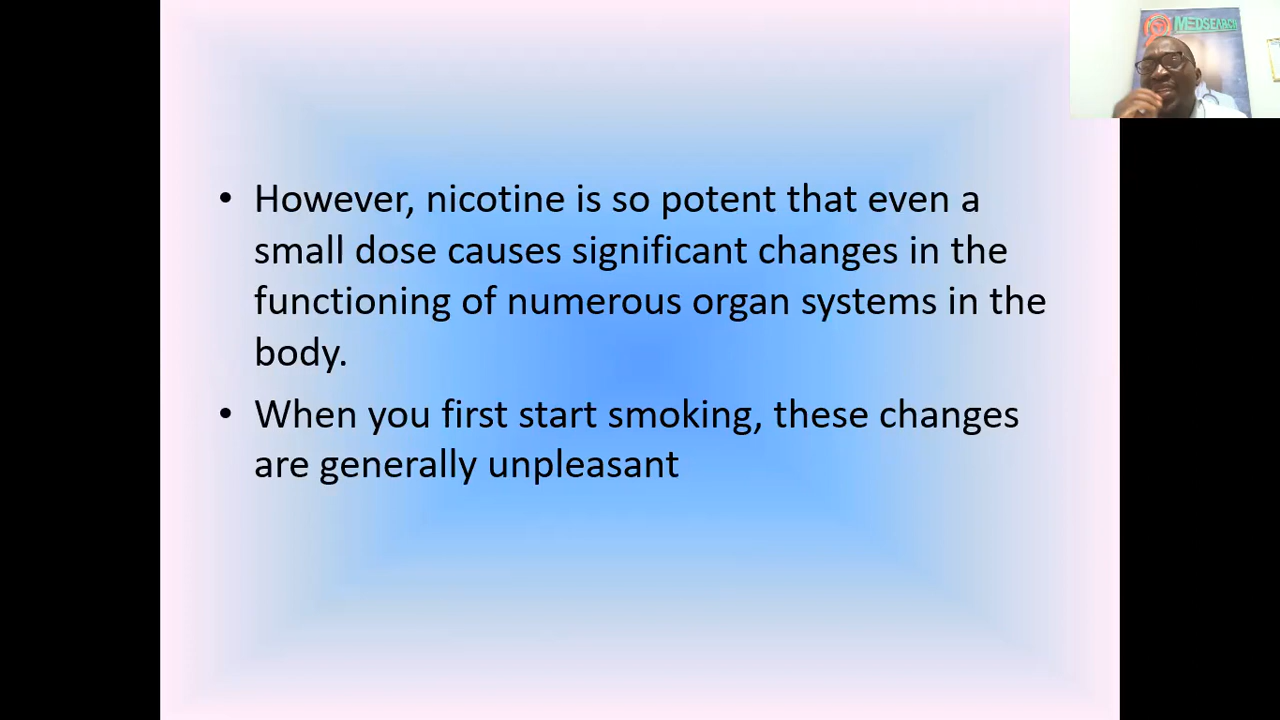 MEDSEARCH
• However, nicotine is so potent that even a
small dose causes significant changes in the
functioning of numerous organ systems in the
body.
• When you first start smoking, these changes
are generally unpleasant